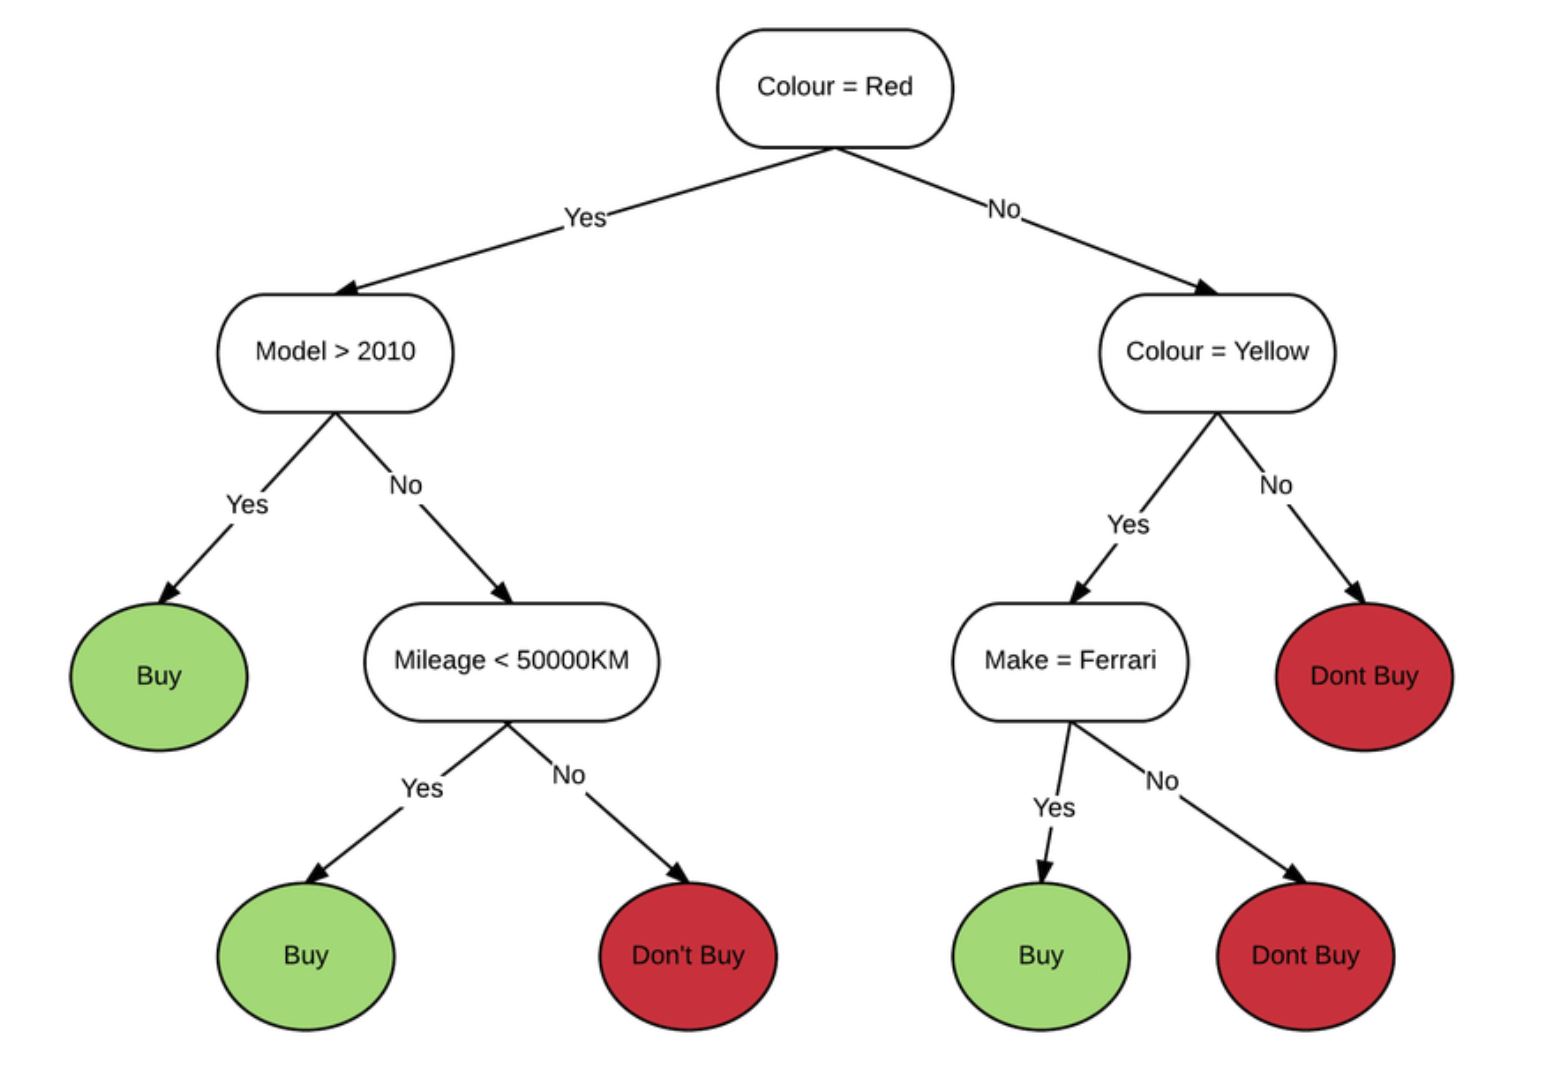 Colour = Red
Yes
No
Model > 2010
Colour = Yellow
Yes
No
Yes
No
Buy
Mileage < 50000KM
Make = Ferrari
Dont Buy
Yes
No
Yes
No
Buy
Don't Buy
Buy
Dont Buy